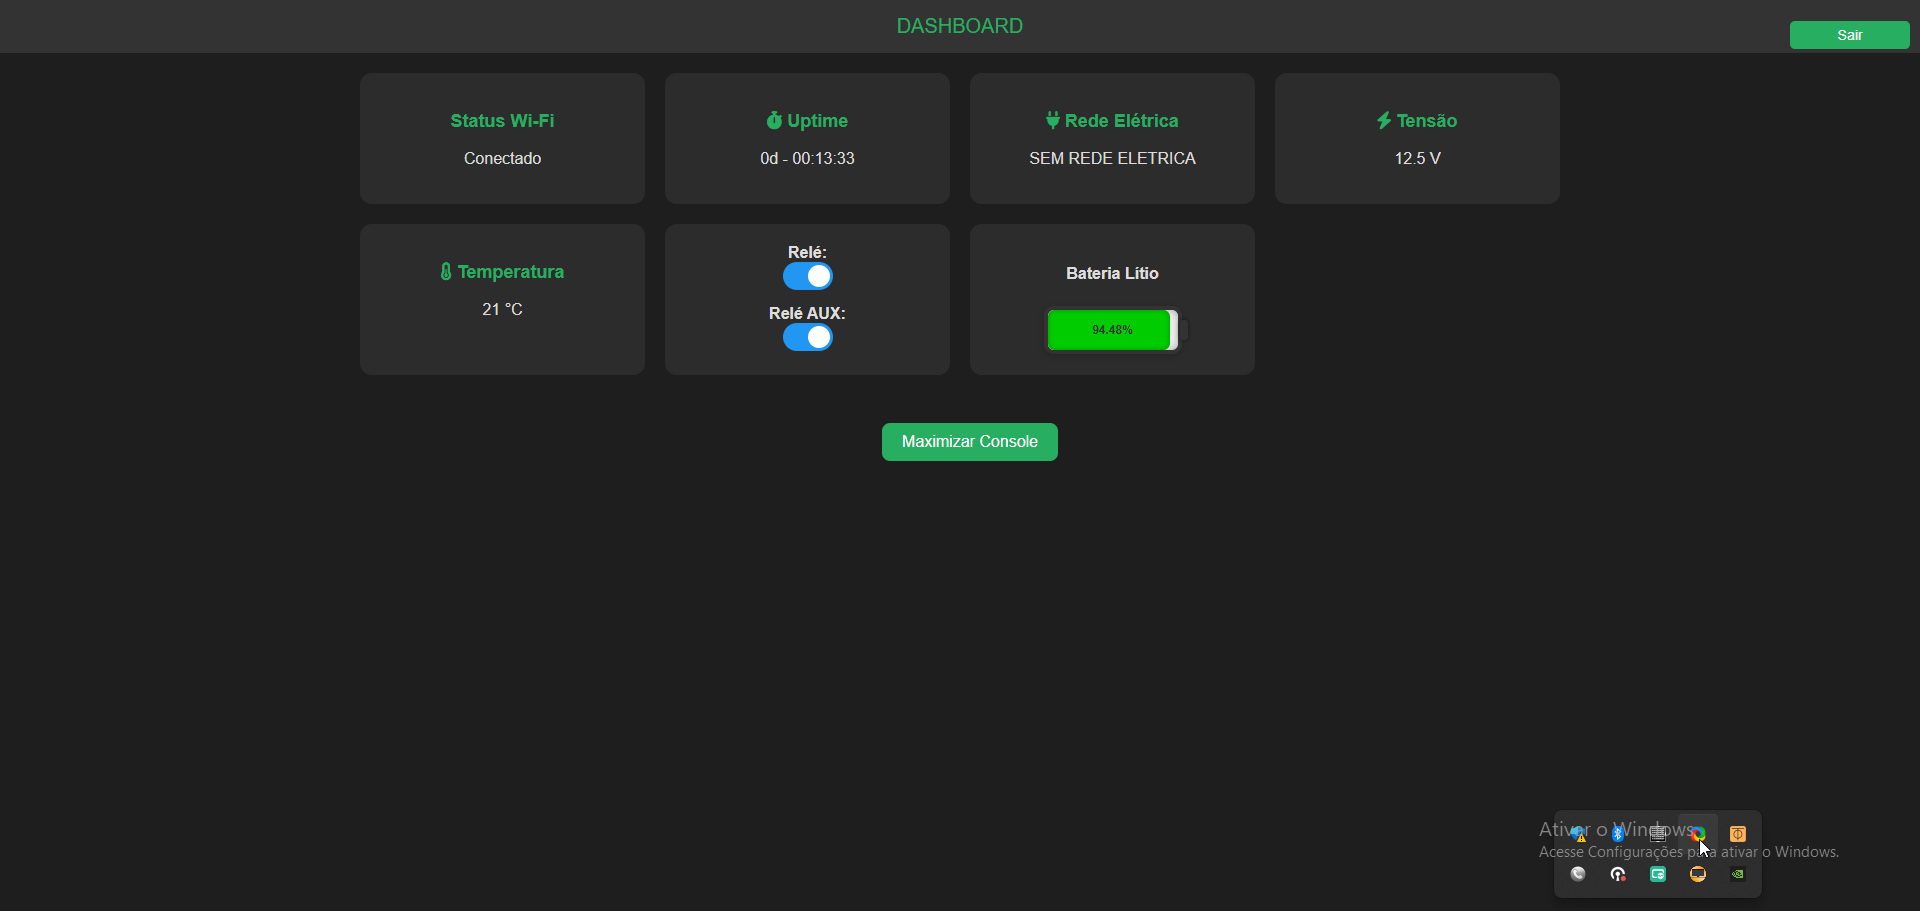 DASHBOARD
Sair
Status Wi-Fi
Conectado
Uptime
0d - 00:13:33
Rede Elétrica
SEM REDE ELETRICA
Tensão
12.5 V
Temperatura
21 °C
Relé:
Relé AUX:
Bateria Lítio
94.48%
Maximizar Console
Ativar o Windows
Acesse Configurações para ativar o Windows.